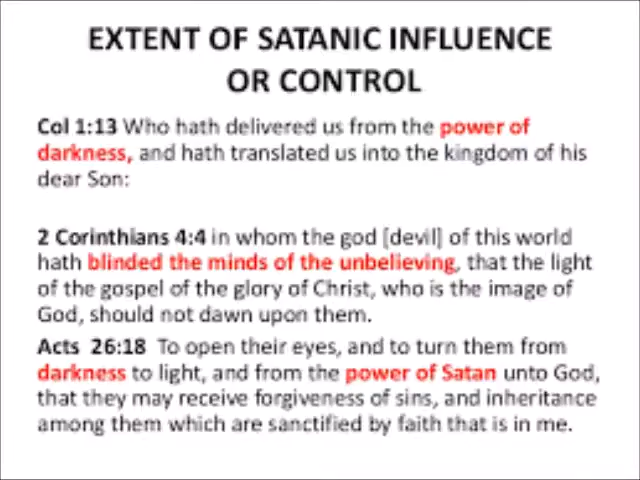 EXTENT OF SATANIC INFLUENCE
OR CONTROL
Col 1:13 Who hath delivered us from the power of
darkness, and hath translated us into the kingdom of his
dear Son:
2 Corinthians 4:4 in whom the god [devil] of this world
hath blinded the minds of the unbelieving, that the light
of the gospel of the glory of Christ, who is the image of
God, should not dawn upon them.
Acts 26:18 To open their eyes, and to turn them from
darkness to light, and from the power of Satan unto God,
that they may receive forgiveness of sins, and inheritance
among them which are sanctified by faith that is in me.